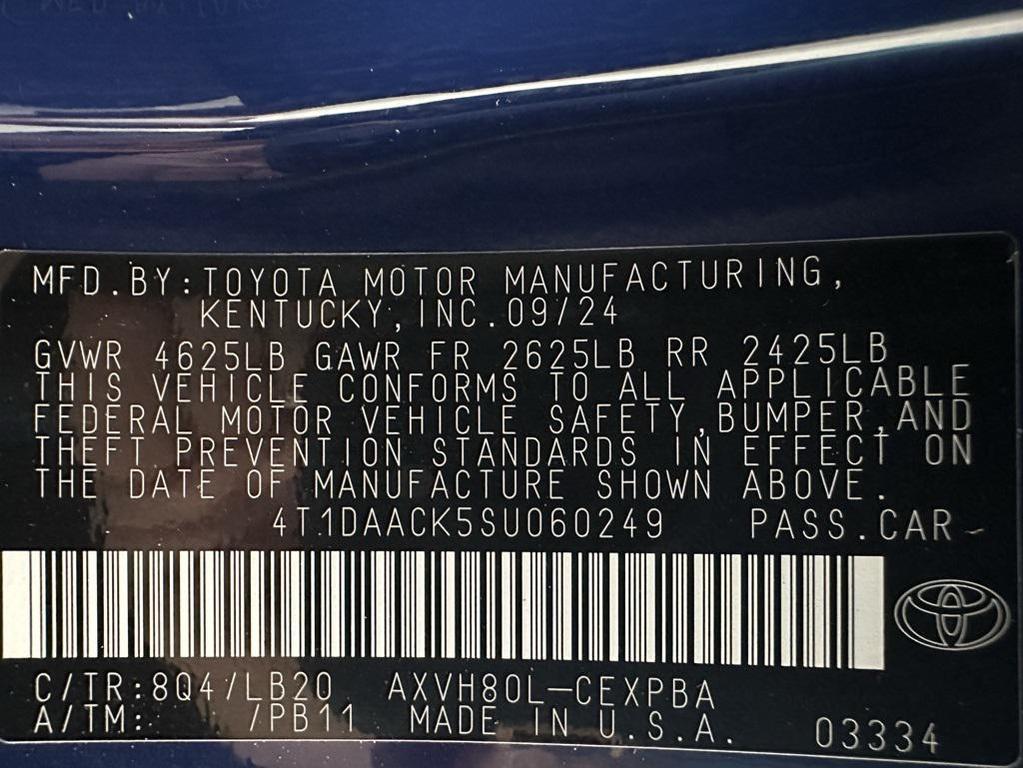 MFD.BY:TOYOTA MOTOR MANUFACTURING,
KENTUCKY,INC.09/24
GVWR 4625LB GAWR FR 2625LB RR 2425LB
THIS VEHICLE CONFORMS TO ALL APPLICABLE
FEDERAL MOTOR VEHICLE SAFETY,BUMPER,AND
THEFT PREVENTION STANDARDS IN EFFECT ON
THE DATE OF MANUFACTURE SHOWN ABOVE.
4T1DAACK5SU060249 PASS.CAR
C/TR:8Q4/LB20 AXVH80L-CEXPBA
A/TM: /PB11 MADE IN U.S.A.
03334